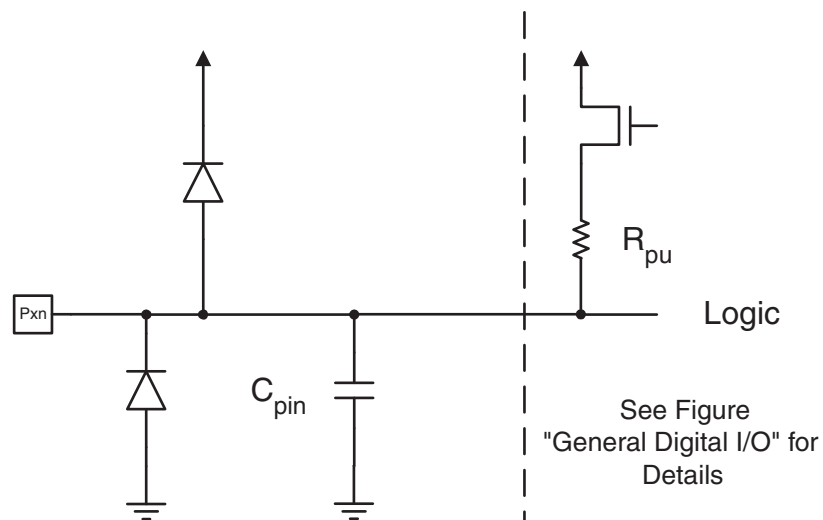 R_pu
Pxn
Logic
C_pin
See Figure
"General Digital I/O" for
Details